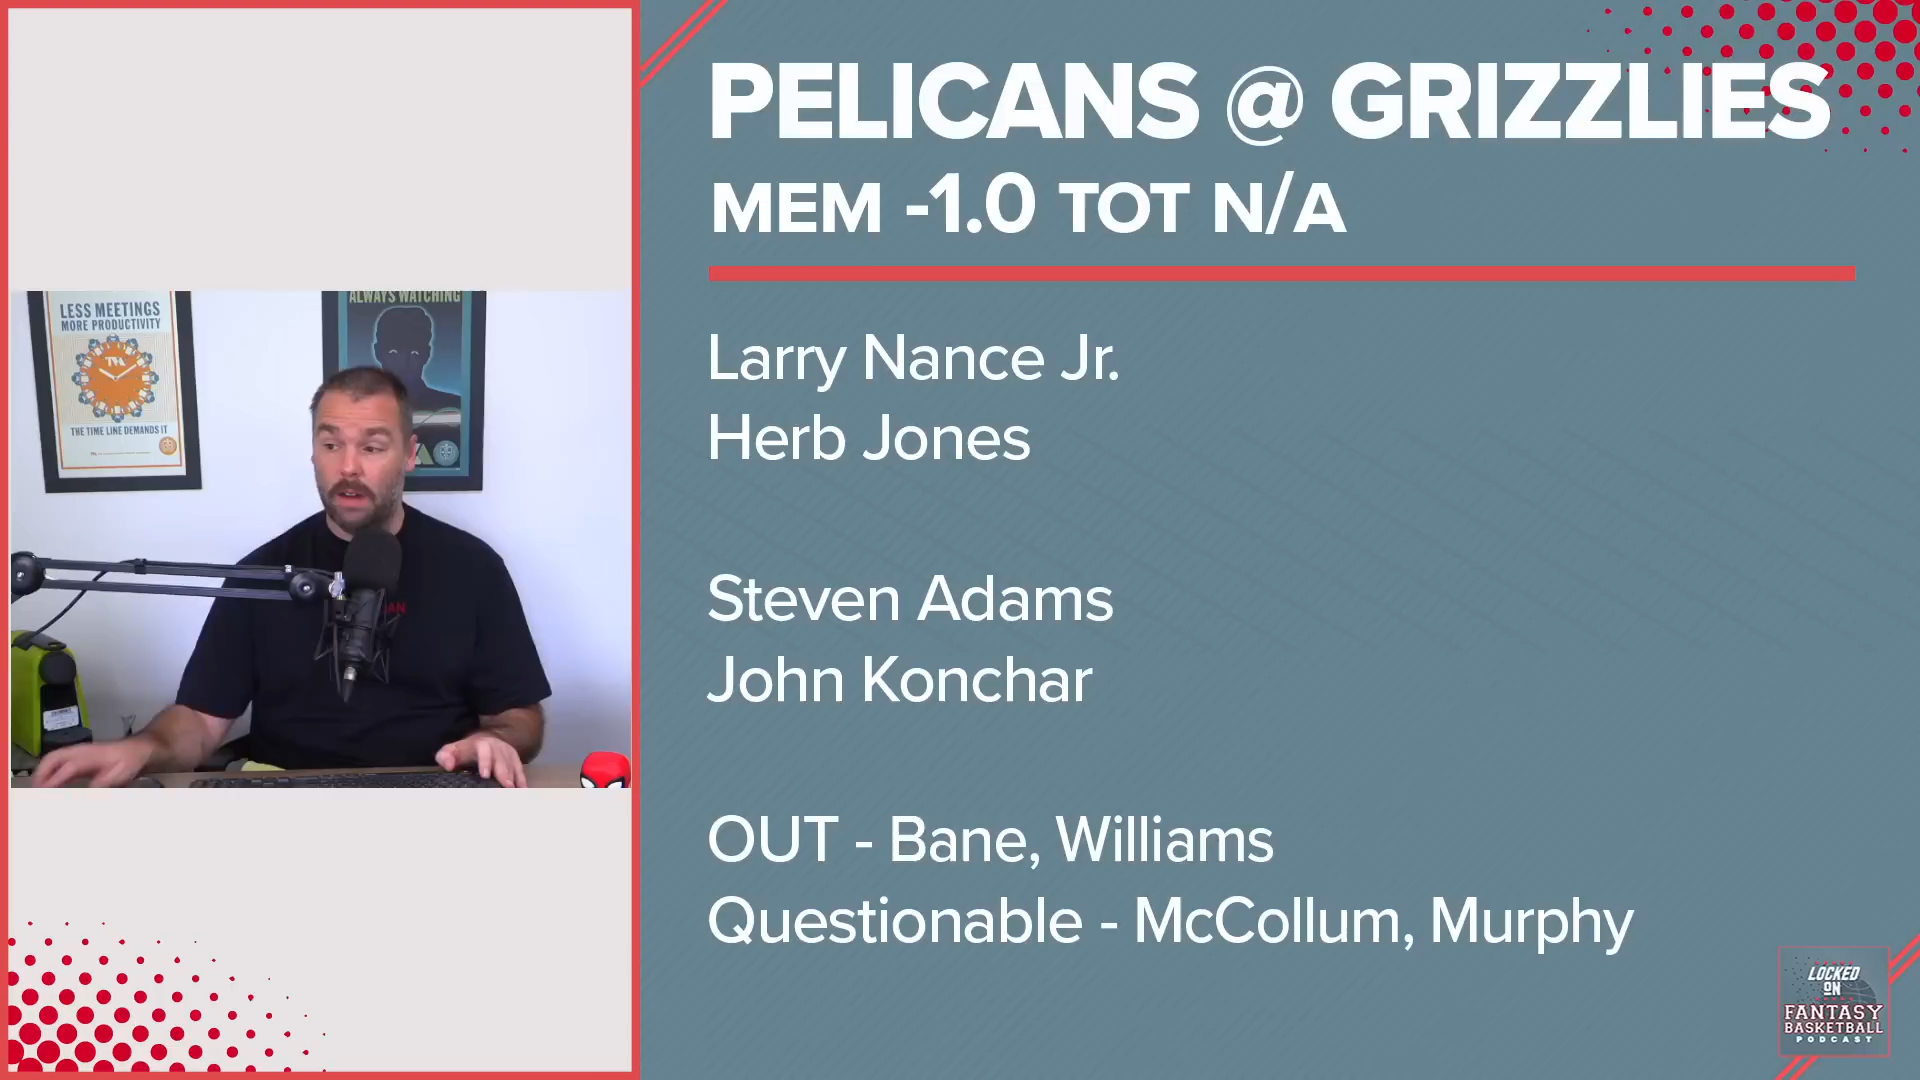 PELICANS @ GRIZZLIES
MEM -1.0 TOT N/A
Larry Nance Jr.
Herb Jones
Steven Adams
John Konchar
OUT - Bane, Williams
Questionable - McCollum, Murphy
LESS MEETINGS
MORE PRODUCTIVITY
TVA
THE TIME LINE DEMANDS IT
ALWAYS WATCHING
LOCKED
ON
FANTASY
BASKETBALL
PODCAST